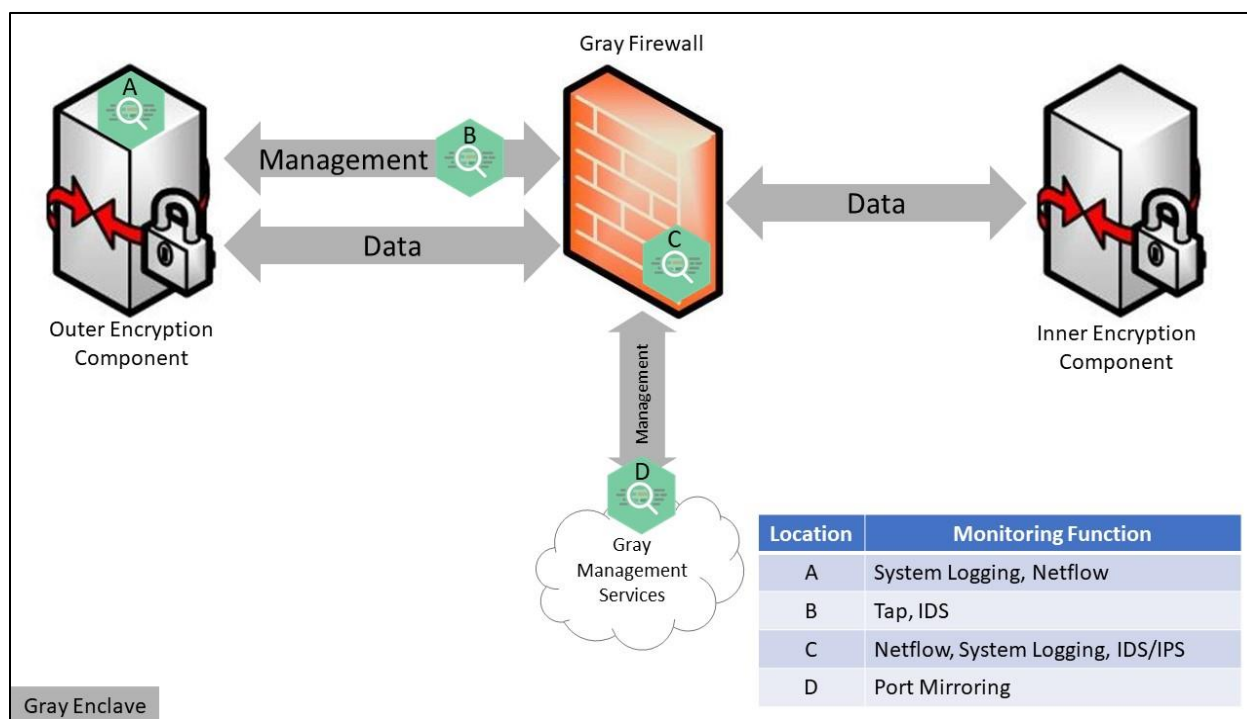 Gray Firewall
A
B
Management
Data
C
Data
Outer Encryption
Component
Inner Encryption
Component
Management
D
Gray
Management
Services
Location Monitoring Function
A System Logging, Netflow
B Tap, IDS
C Netflow, System Logging, IDS/IPS
D Port Mirroring
Gray Enclave